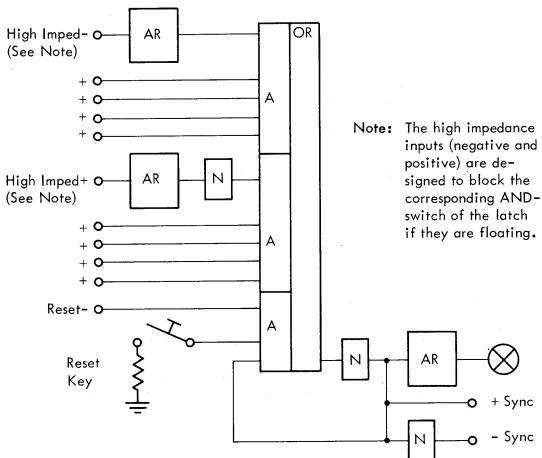 High Imped-
(See Note)
AR
OR
+
+
+
+
A
High Imped+
(See Note)
AR
N
+
+
+
+
A
Note: The high impedance
inputs (negative and
positive) are de-
signed to block the
corresponding AND-
switch of the latch
if they are floating.
Reset-
A
Reset
Key
N
AR
+ Sync
N
- Sync